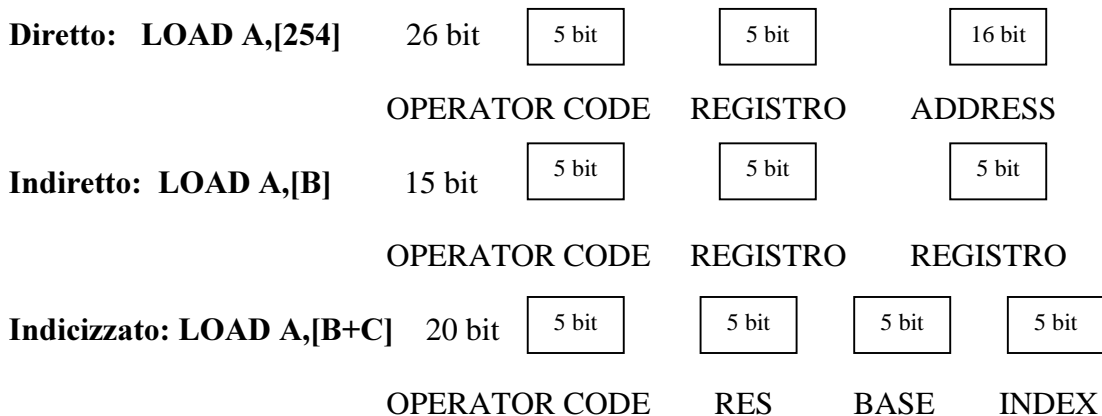 Diretto: LOAD A,[254] 26 bit 5 bit 5 bit 16 bit
OPERATOR CODE REGISTRO ADDRESS
Indiretto: LOAD A,[B] 15 bit 5 bit 5 bit 5 bit
OPERATOR CODE REGISTRO REGISTRO
Indicizzato: LOAD A,[B+C] 20 bit 5 bit 5 bit 5 bit 5 bit
OPERATOR CODE RES BASE INDEX